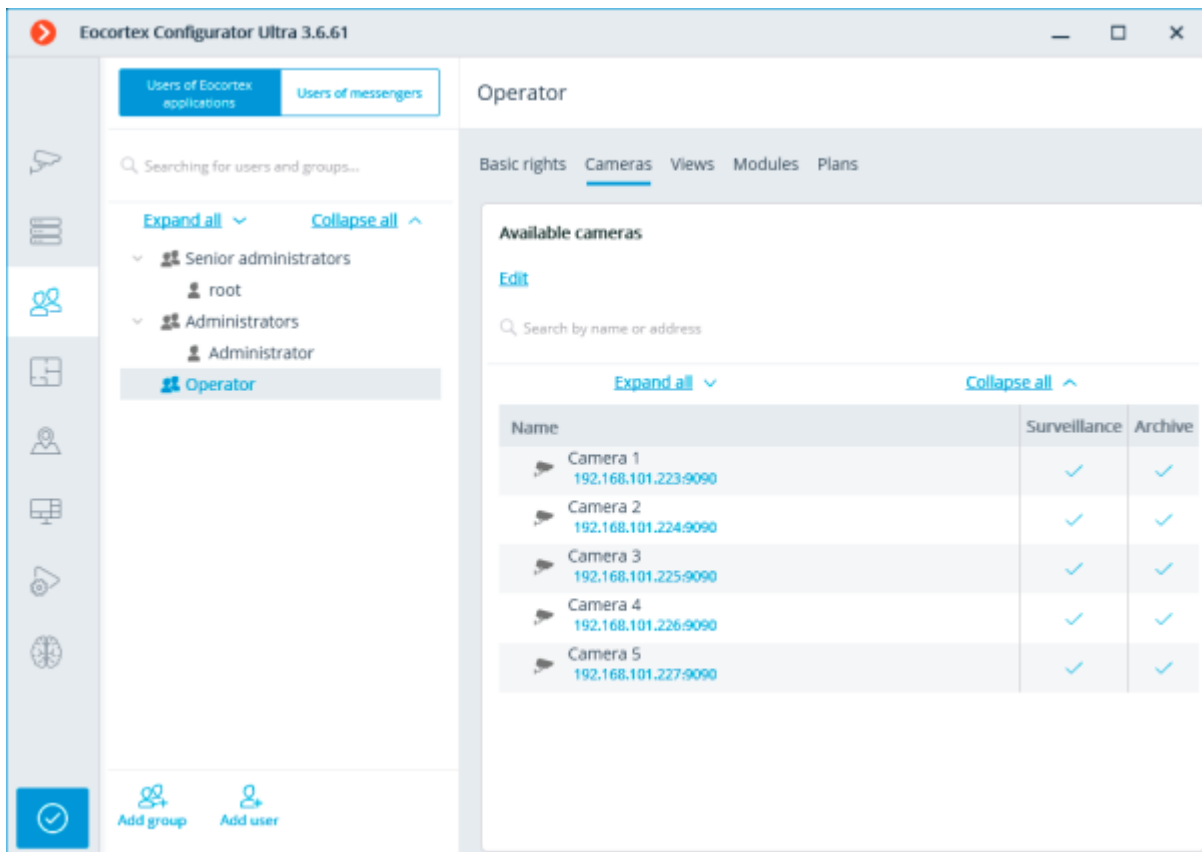 Eocortex Configurator Ultra 3.6.61
Users of Eocortex
applications
Users of messengers
Searching for users and groups...
Expand all
Collapse all
Senior administrators
root
Administrators
Administrator
Operator
Add group
Add user
Operator
Basic rights Cameras Views Modules Plans
Available cameras
Edit
Search by name or address
Expand all
Collapse all
Name Surveillance Archive
Camera 1
192.168.101.223:9090
Camera 2
192.168.101.224:9090
Camera 3
192.168.101.225:9090
Camera 4
192.168.101.226:9090
Camera 5
192.168.101.227:9090